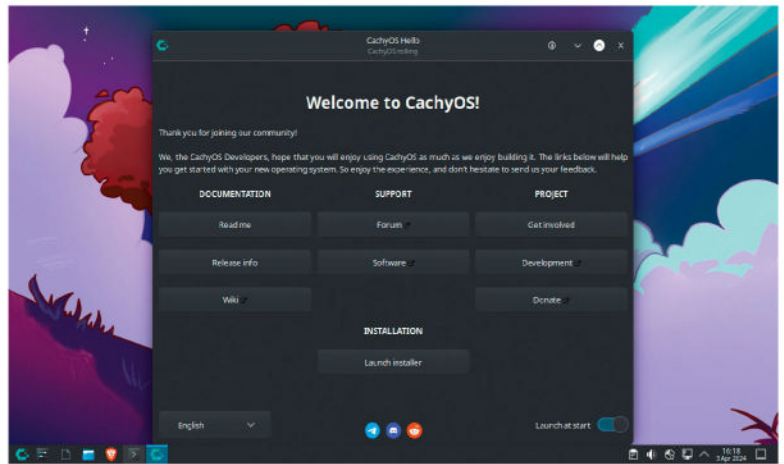 CachyOS Hello
CachyOS rolling
Welcome to CachyOS!
Thank you for joining our community!
We, the CachyOS Developers, hope that you will enjoy using CachyOS as much as we enjoy building it. The links below will help
you get started with your new operating system. So enjoy the experience, and don't hesitate to send us your feedback.
DOCUMENTATION SUPPORT PROJECT
Read me Forum Get involved
Release info Software Development
Wiki Donate
INSTALLATION
Launch installer
English Launch at start
16:18
3 Apr 2024